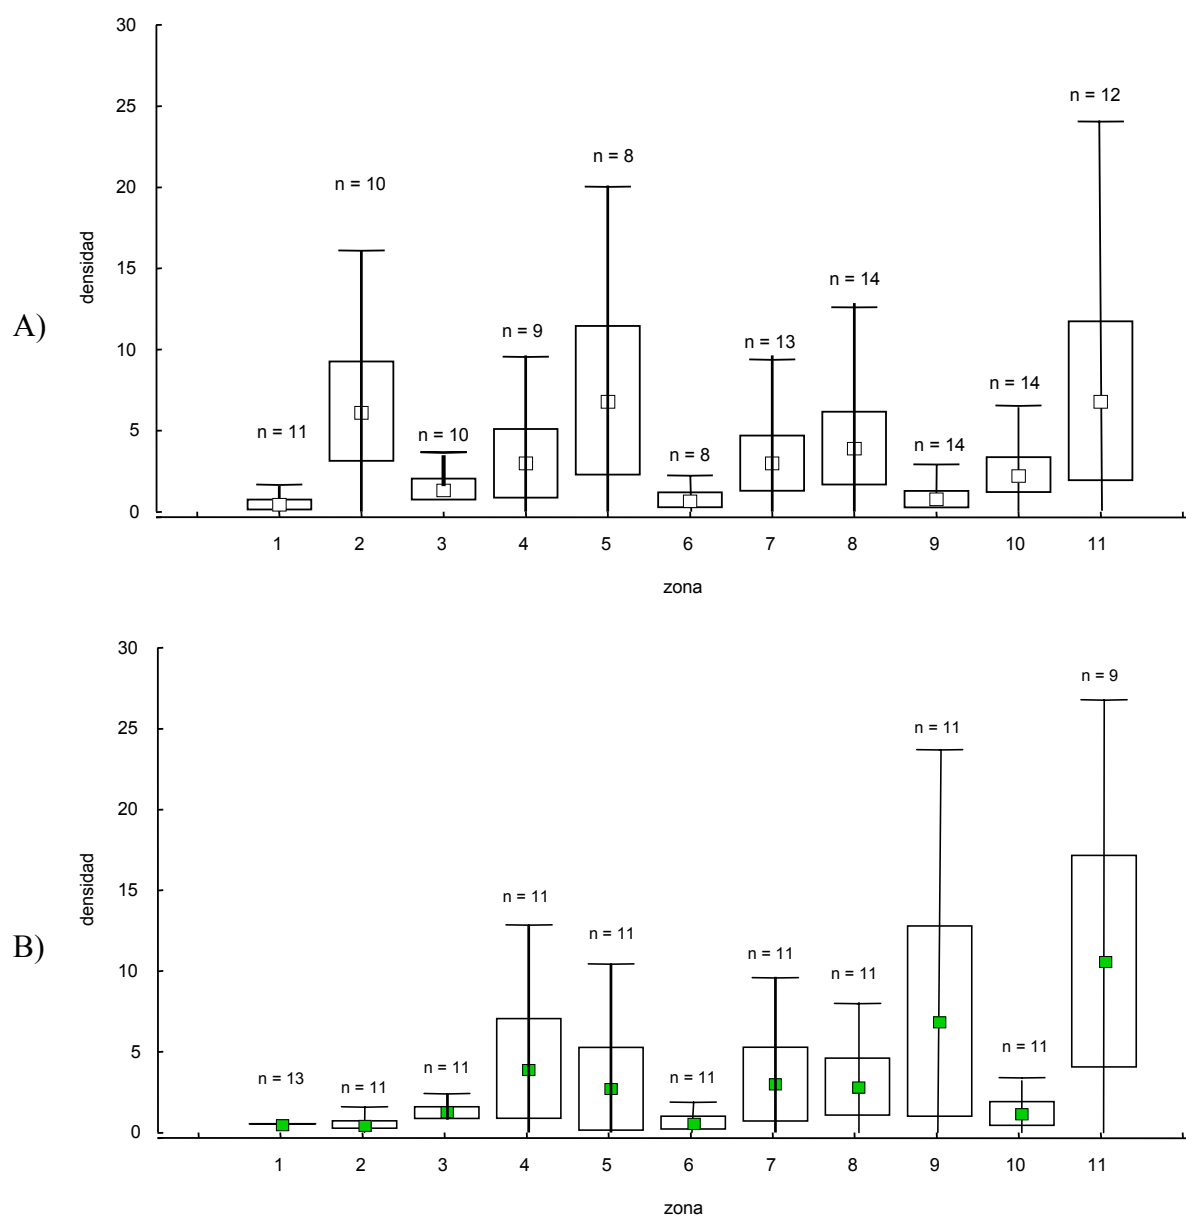 A)
densidad
30
25
20
15
10
5
0
n = 11
n = 10
n = 10
n = 9
n = 8
n = 8
n = 13
n = 14
n = 14
n = 14
n = 12
1 2 3 4 5 6 7 8 9 10 11
zona
B)
densidad
30
25
20
15
10
5
0
n = 13
n = 11
n = 11
n = 11
n = 11
n = 11
n = 11
n = 11
n = 11
n = 11
n = 9
1 2 3 4 5 6 7 8 9 10 11
zona